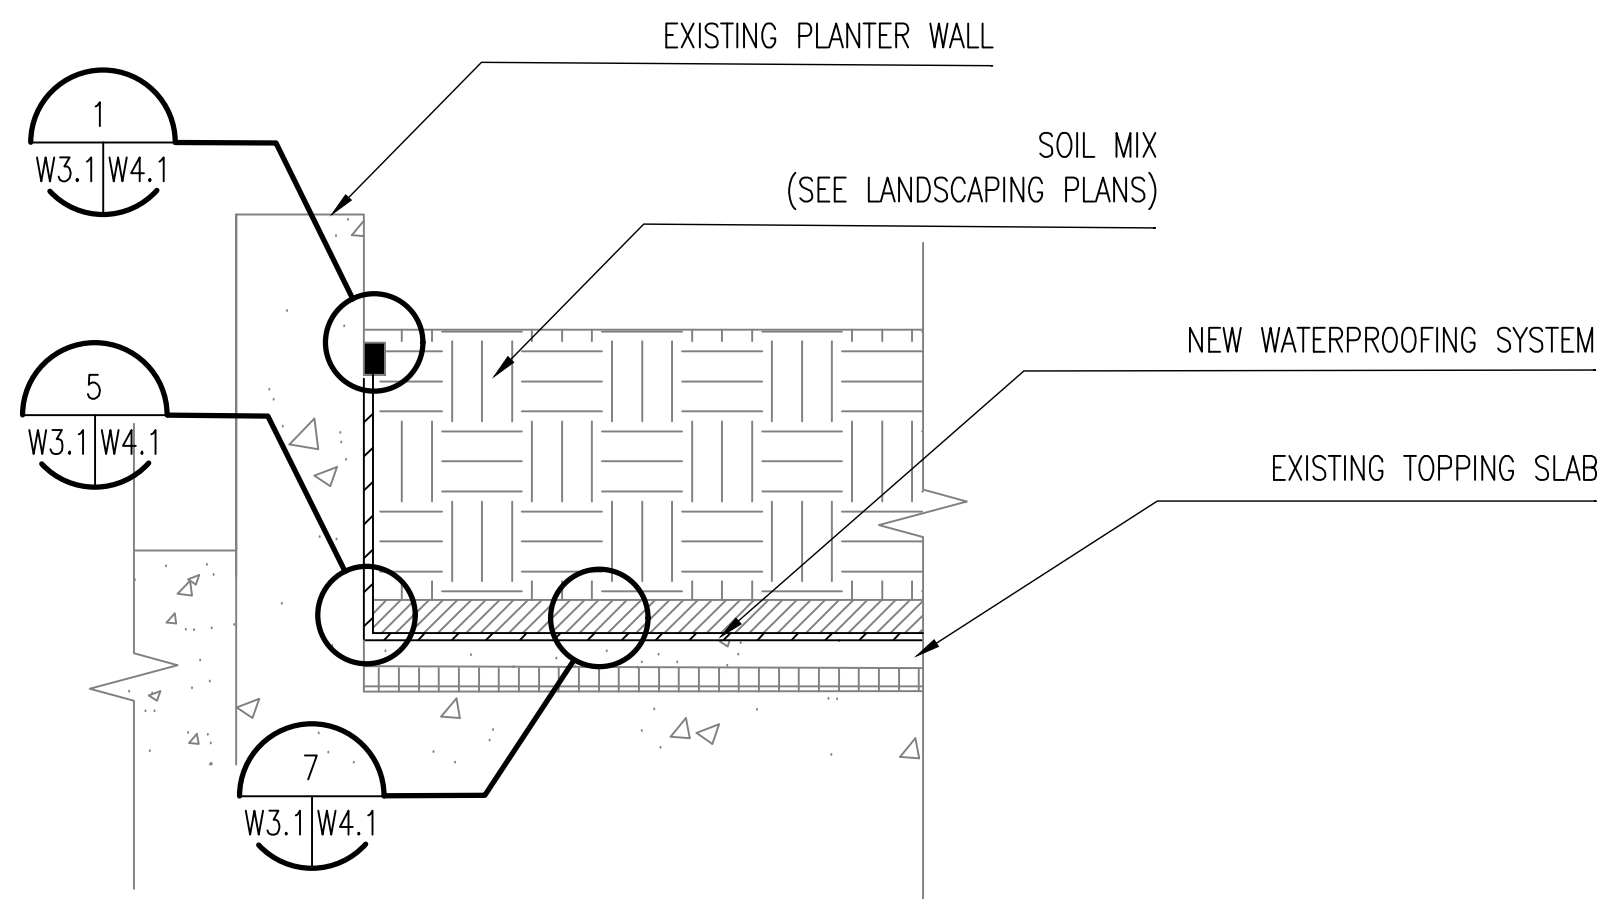 EXISTING PLANTER WALL
1
W3.1 W4.1
SOIL MIX
(SEE LANDSCAPING PLANS)
NEW WATERPROOFING SYSTEM
5
W3.1 W4.1
EXISTING TOPPING SLAB
7
W3.1 W4.1